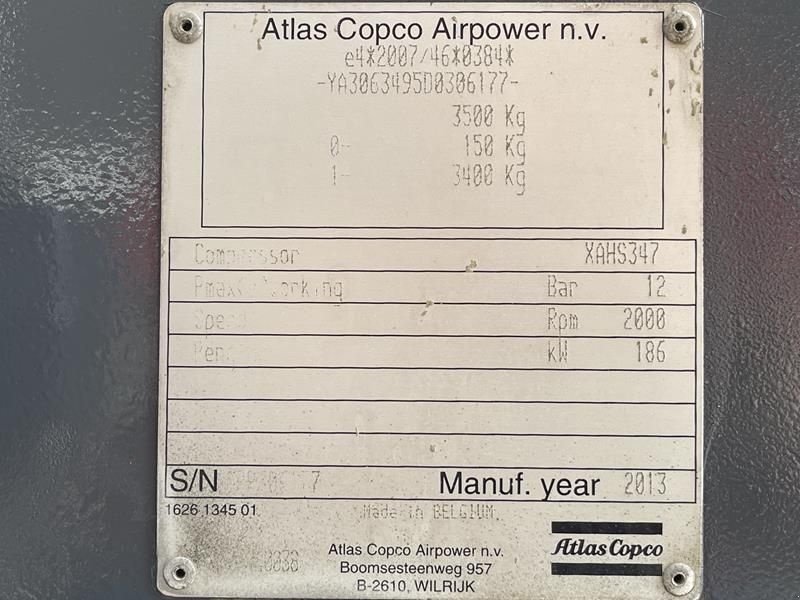 Atlas Copco Airpower n.v.
e4*2007/46*0384*
-YA3063495D0306177-
3500 Kg
0- 150 Kg
1- 3400 Kg
Compressor XAHS347
Bar 12
Speed Rpm 2000
kW 186
S/N Manuf. year 2013
1626 1345 01 Made in BELGIUM.
Atlas Copco Airpower n.v.
Boomsesteenweg 957
B-2610, WILRIJK
Atlas Copco